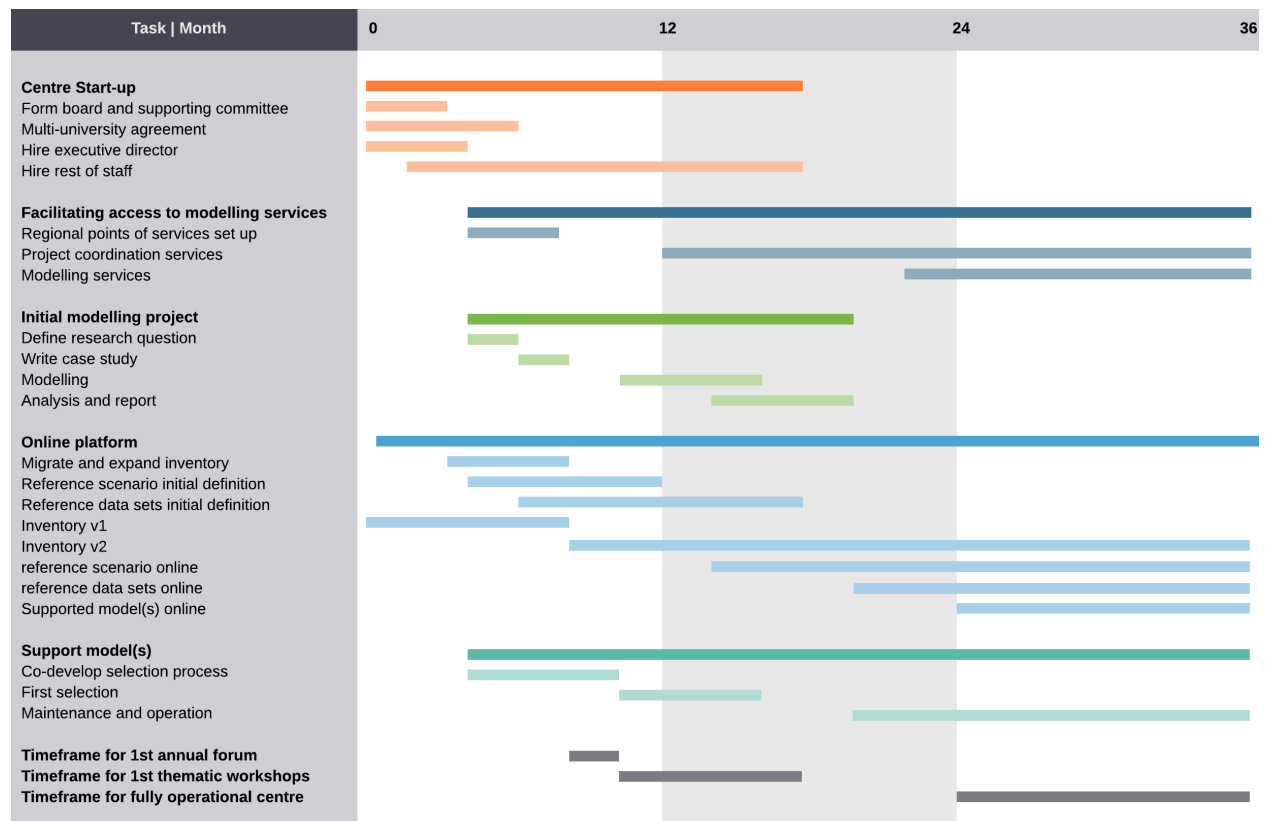 Task | Month 0 12 24 36
Centre Start-up
Form board and supporting committee
Multi-university agreement
Hire executive director
Hire rest of staff
Facilitating access to modelling services
Regional points of services set up
Project coordination services
Modelling services
Initial modelling project
Define research question
Write case study
Modelling
Analysis and report
Online platform
Migrate and expand inventory
Reference scenario initial definition
Reference data sets initial definition
Inventory v1
Inventory v2
reference scenario online
reference data sets online
Supported model(s) online
Support model(s)
Co-develop selection process
First selection
Maintenance and operation
Timeframe for 1st annual forum
Timeframe for 1st thematic workshops
Timeframe for fully operational centre